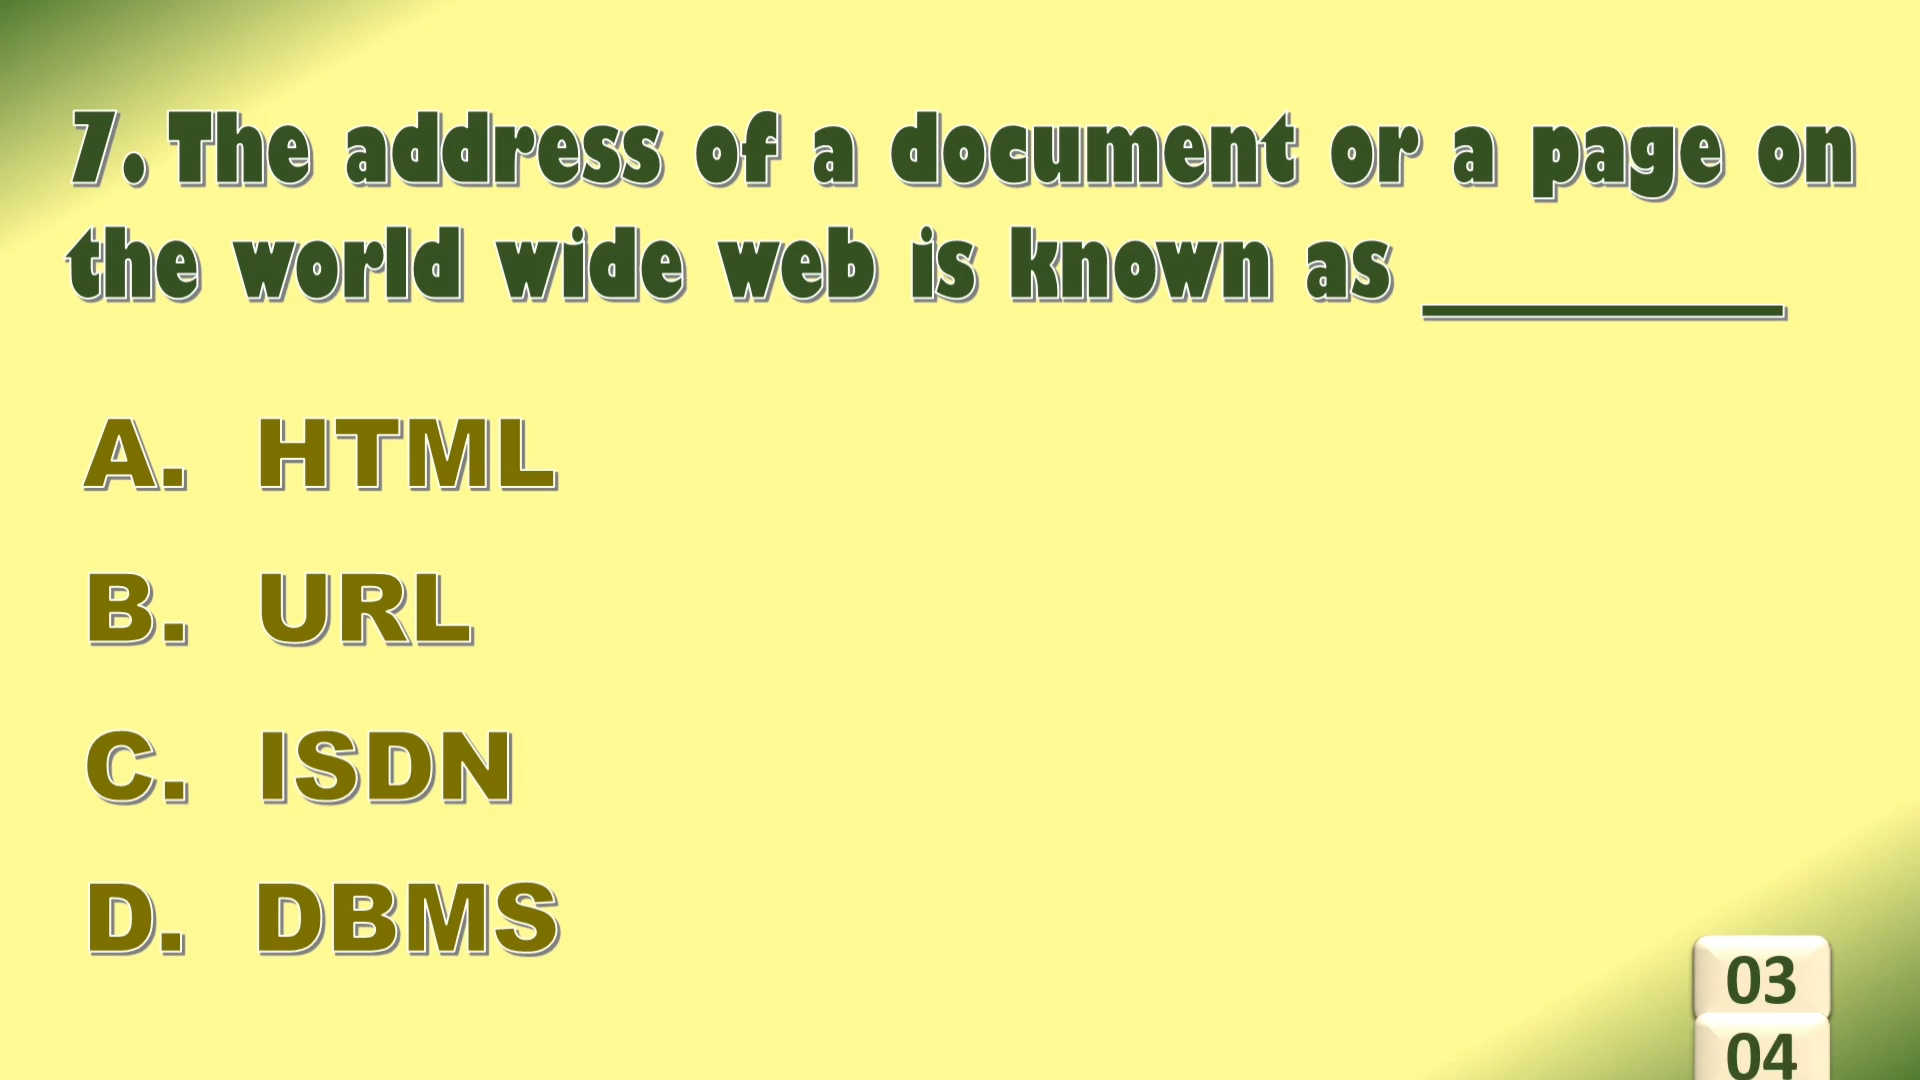 7. The address of a document or a page on
the world wide web is known as ________
A. HTML
B. URL
C. ISDN
D. DBMS
03
04